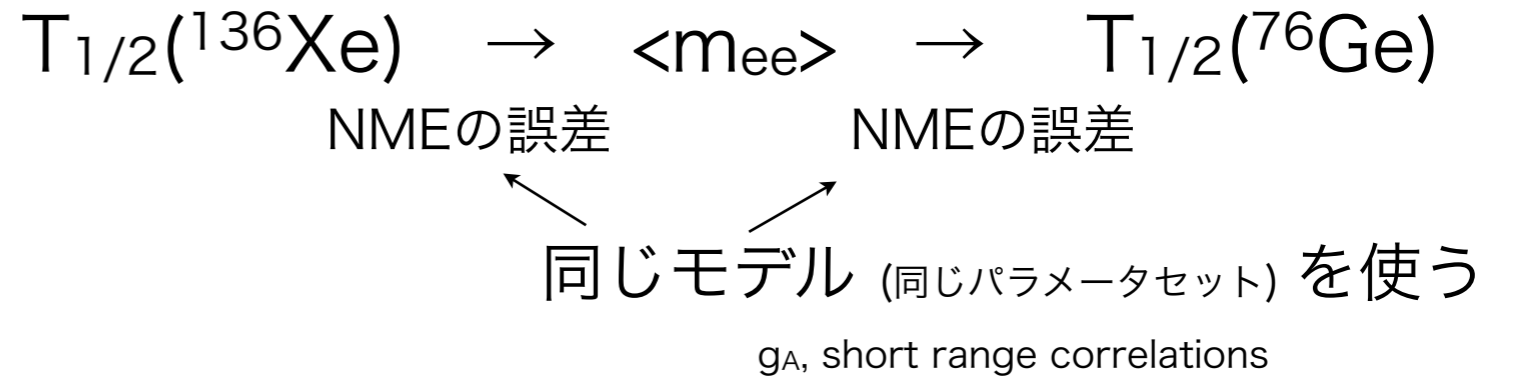 T1/2(136Xe) → <mee> → T1/2(76Ge)
NMEの誤差 NMEの誤差
同じモデル (同じパラメータセット) を使う
gA, short range correlations